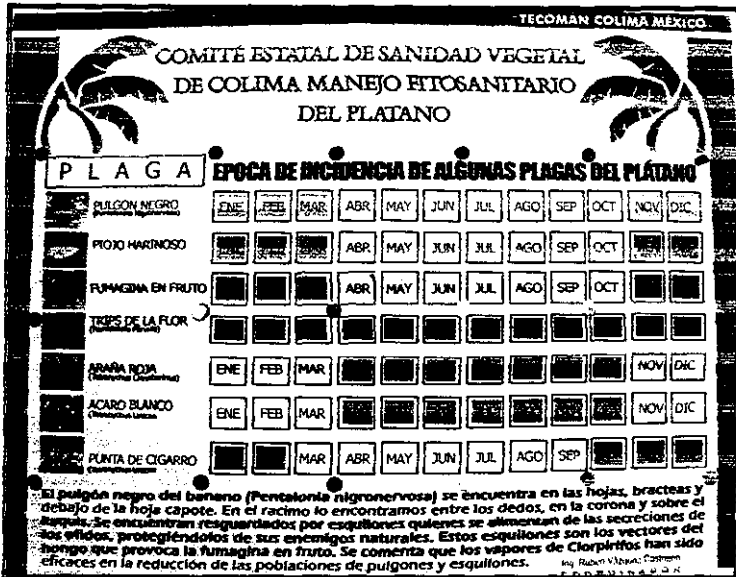 TECOMÁN COLIMA MÉXICO
COMITÉ ESTATAL DE SANIDAD VEGETAL
DE COLIMA MANEJO FITOSANITARIO
DEL PLATANO
PLAGA EPOCA DE INCIDENCIA DE ALGUNAS PLAGAS DEL PLÁTANO
PULGON NEGRO ENE FEB MAR ABR MAY JUN JUL AGO SEP OCT NOV DIC
PIOJO HARINOSO ABR MAY JUN JUL AGO SEP OCT
FUMAGINA EN FRUTO ABR MAY JUN JUL AGO SEP OCT
TRIPS DE LA FLOR
ARAÑA ROJA ENE FEB MAR NOV DIC
ACARO BLANCO ENE FEB MAR NOV DIC
PUNTA DE CIGARRO MAR ABR MAY JUN JUL AGO SEP
El pulgón negro del banano (Pentalonia nigronervosa) se encuentra en las hojas, bracteas y
debajo de la hoja capote. En el racimo lo encontramos entre los dedos, en la corona y sobre el
Se encuentran resguardados por esquilones quienes se alimentan de las secreciones de
los afidos, protegiéndolos de sus enemigos naturales. Estos esquilones son los vectores del
hongo que provoca la fumagina en fruto. Se comenta que los vapores de Clorpirifos han sido
eficaces en la reducción de las poblaciones de pulgones y esquilones.
Ing. Ruben